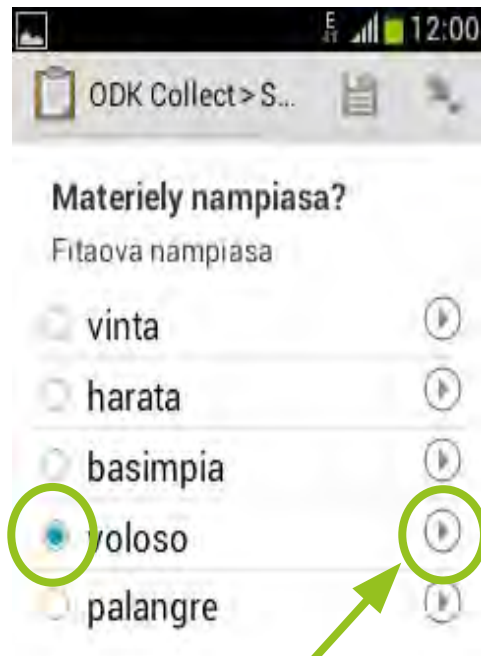 E
12:00
ODK Collect > S...
Materiely nampiasa?
Fitaova nampiasa
vinta
harata
basimpia
voloso
palangre